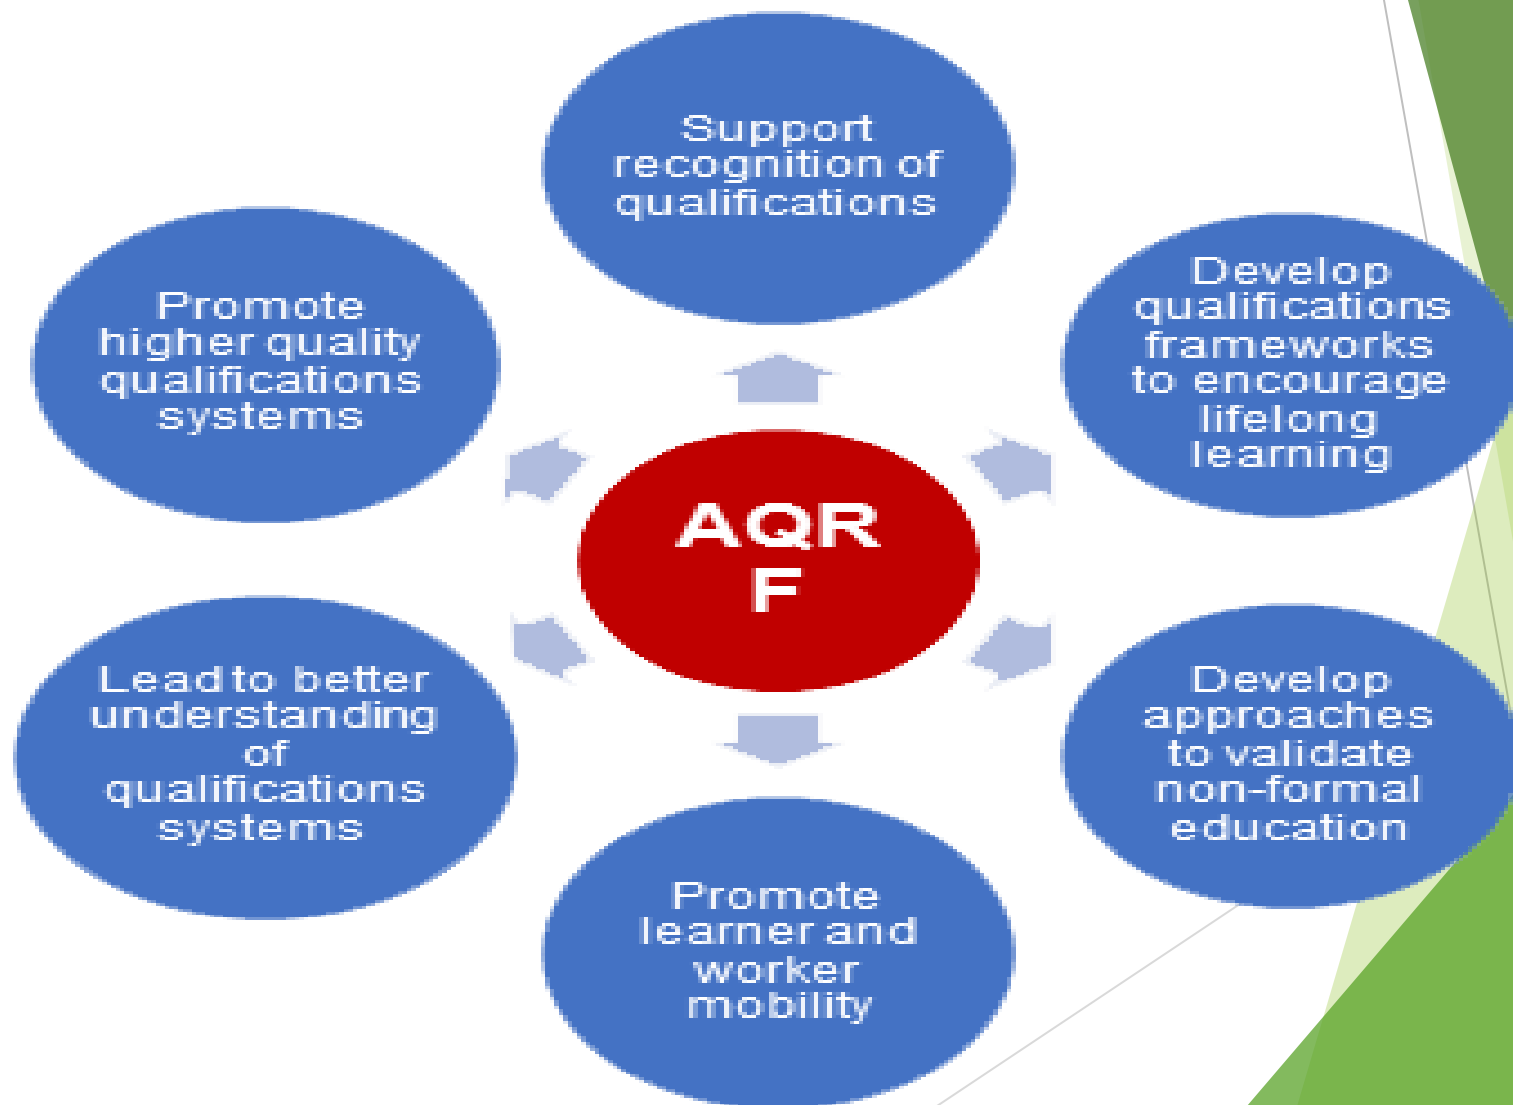 Support
recognition of
qualifications
Develop
qualifications
frameworks
to encourage
lifelong
learning
Develop
approaches
to validate
non-formal
education
Promote
learner and
worker
mobility
Lead to better
understanding
of
qualifications
systems
Promote
higher quality
qualifications
systems
AQR
F